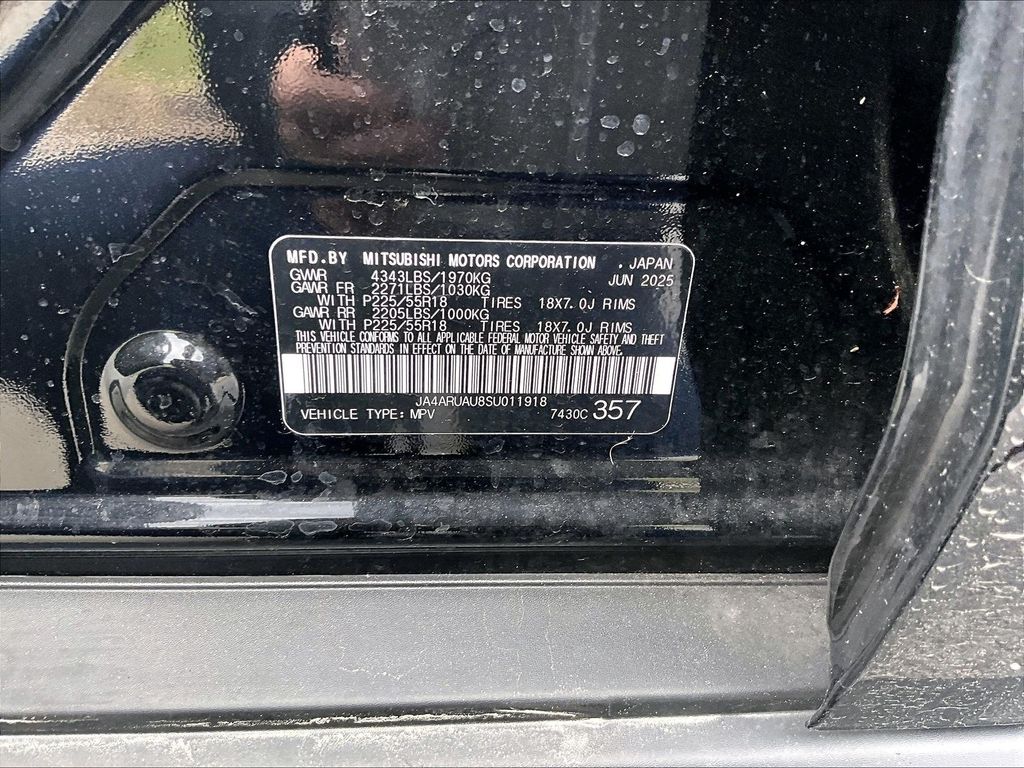 MFD.BY MITSUBISHI MOTORS CORPORATION . JAPAN
GVWR 4343LBS/1970KG JUN 2025
GAWR FR 2271LBS/1030KG
WITH P225/55R18 TIRES 18X7.0J RIMS
GAWR RR 2205LBS/1000KG
WITH P225/55R18 TIRES 18X7.0J RIMS
THIS VEHICLE CONFORMS TO ALL APPLICABLE FEDERAL MOTOR VEHICLE SAFETY AND THEFT
PREVENTION STANDARDS IN EFFECT ON THE DATE OF MANUFACTURE SHOWN ABOVE.
JA4ARUAU8SU011918
VEHICLE TYPE:MPV 7430C 357